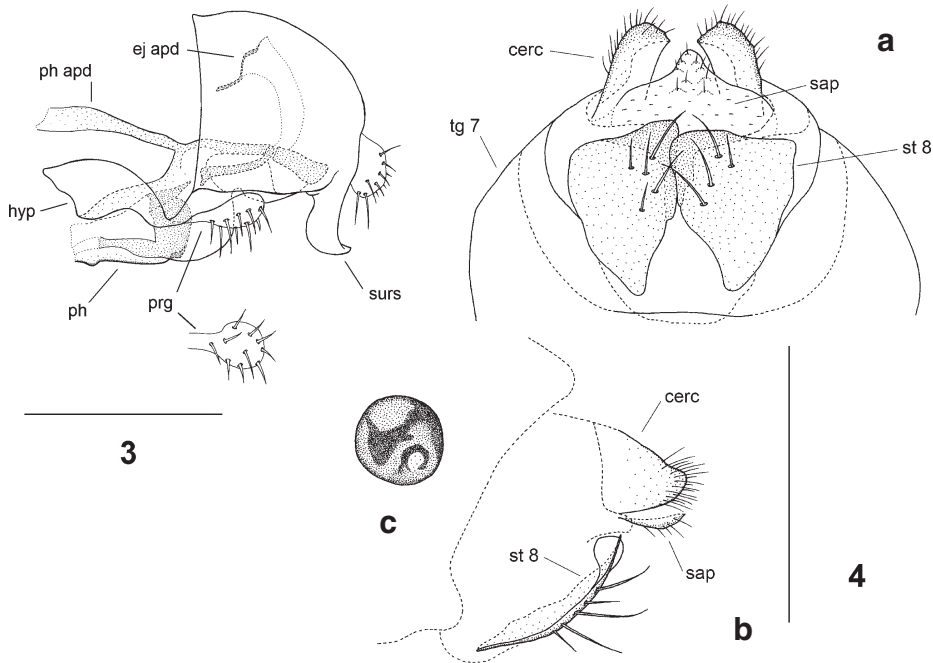 ej apd
ph apd
hyp
ph
prg
surs
3
a
cerc
sap
tg 7
st 8
c
cerc
st 8
sap
b
4